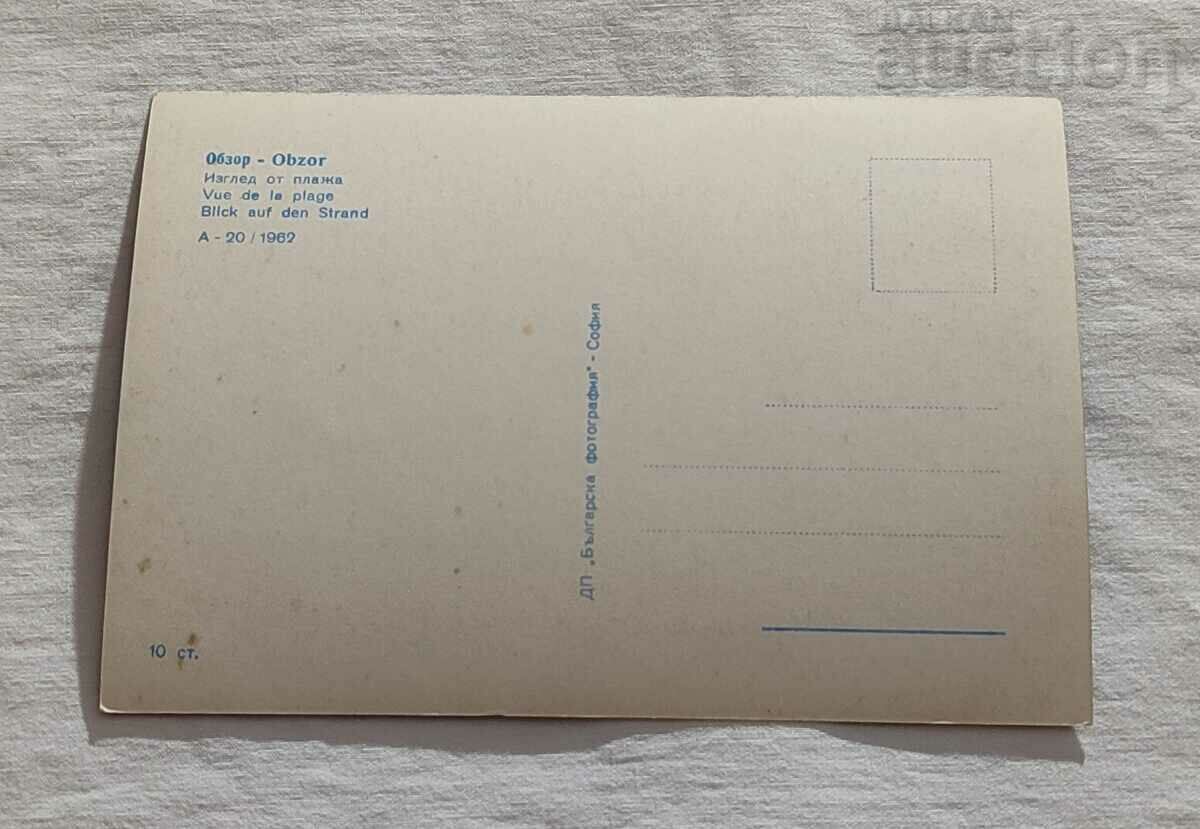 BALKAN
auction
Обзор - Obzor
Изглед от плажа
Vue de la plage
Blick auf den Strand
А - 20 / 1962
ДП „Българска фотография" - София
10 ст.